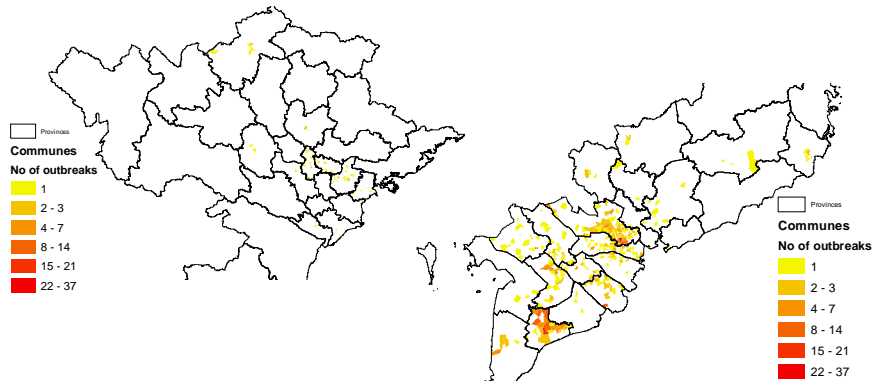 Provinces
Communes
No of outbreaks
1
2 - 3
4 - 7
8 - 14
15 - 21
22 - 37
Provinces
Communes
No of outbreaks
1
2 - 3
4 - 7
8 - 14
15 - 21
22 - 37